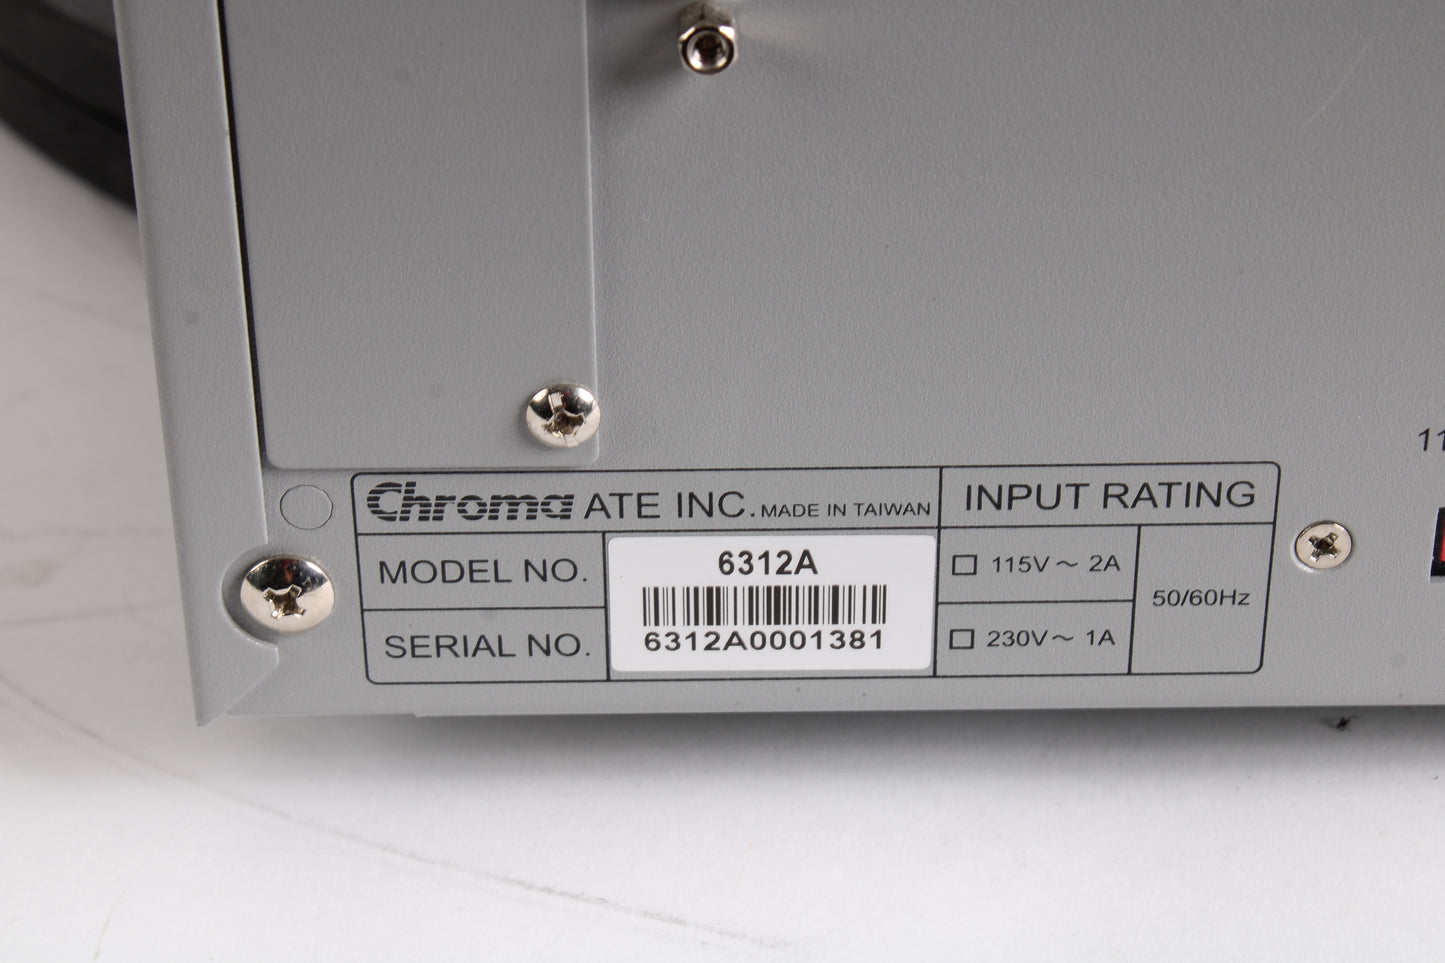 Chroma ATE INC. MADE IN TAIWAN
INPUT RATING
MODEL NO.
6312A
SERIAL NO.
6312A0001381
115V ~ 2A
230V ~ 1A
50/60Hz
11